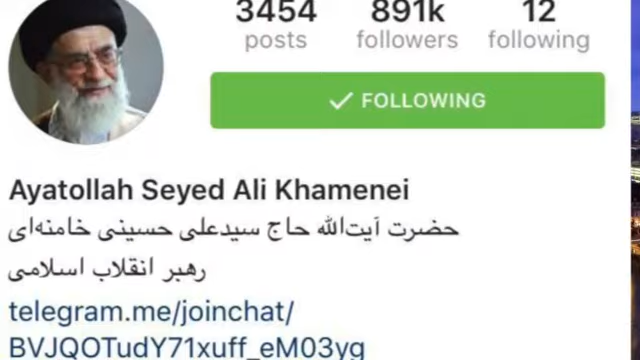 3454 891k 12
posts followers following
✓ FOLLOWING
Ayatollah Seyed Ali Khamenei
حضرت آیت‌الله حاج سیدعلی حسینی خامنه‌ای
رهبر انقلاب اسلامی
telegram.me/joinchat/
BVJQOTudY71xuff_eM03yg